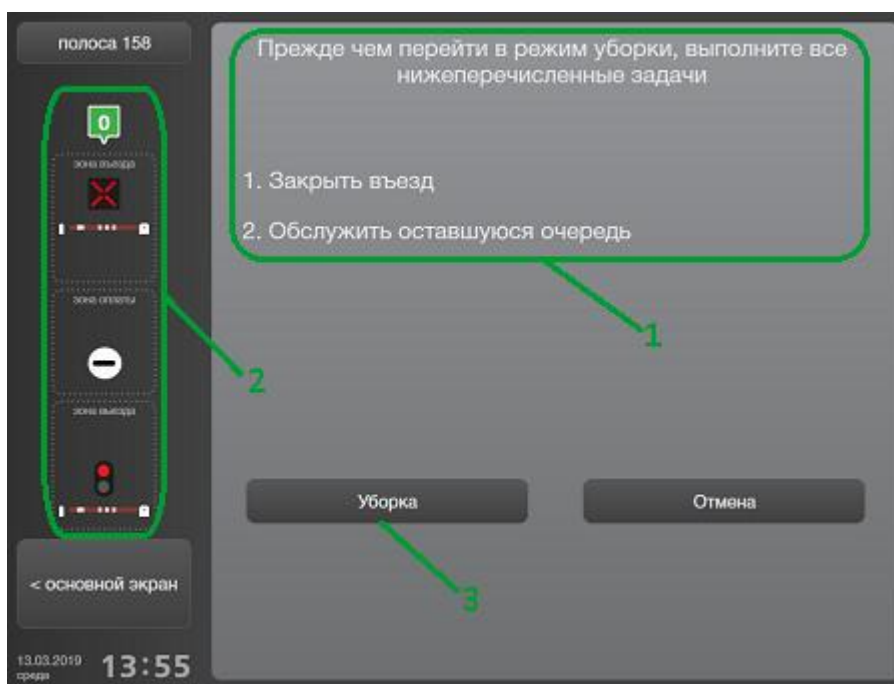 полоса 158
0
зона въезда
зона оплаты
зона выезда
< основной экран
13.03.2019
среда
13:55
Прежде чем перейти в режим уборки, выполните все
нижеперечисленные задачи
1. Закрыть въезд
2. Обслужить оставшуюся очередь
1
2
Уборка
Отмена
3